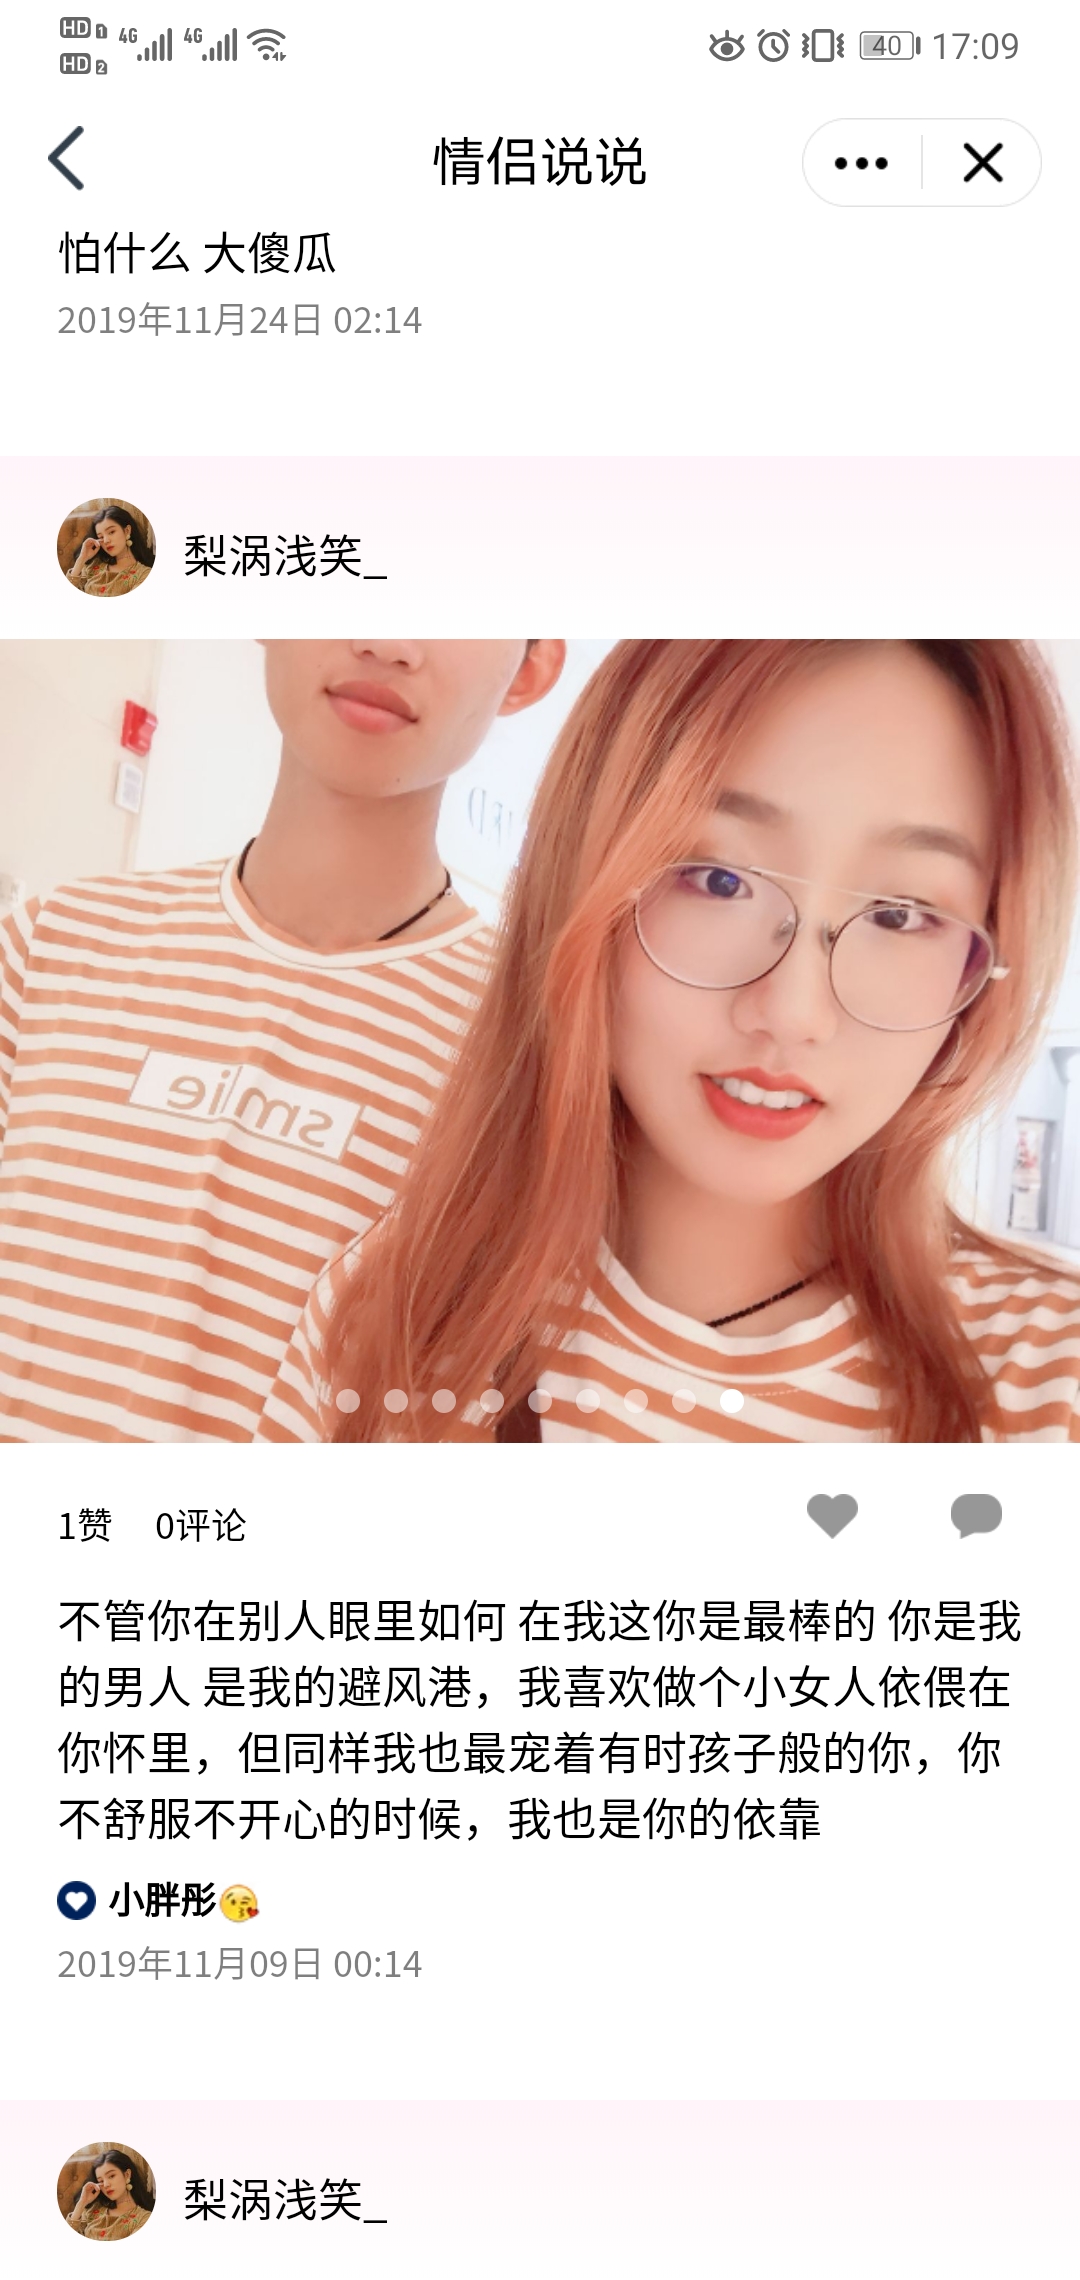 HD 1 4G 4G
HD 2
40 17:09
情侣说说
怕什么 大傻瓜
2019年11月24日 02:14
梨涡浅笑_
smile
1赞 0评论
不管你在别人眼里如何 在我这你是最棒的 你是我
的男人 是我的避风港，我喜欢做个小女人依偎在
你怀里，但同样我也最宠着有时孩子般的你，你
不舒服不开心的时候，我也是你的依靠
小胖彤😘
2019年11月09日 00:14
梨涡浅笑_